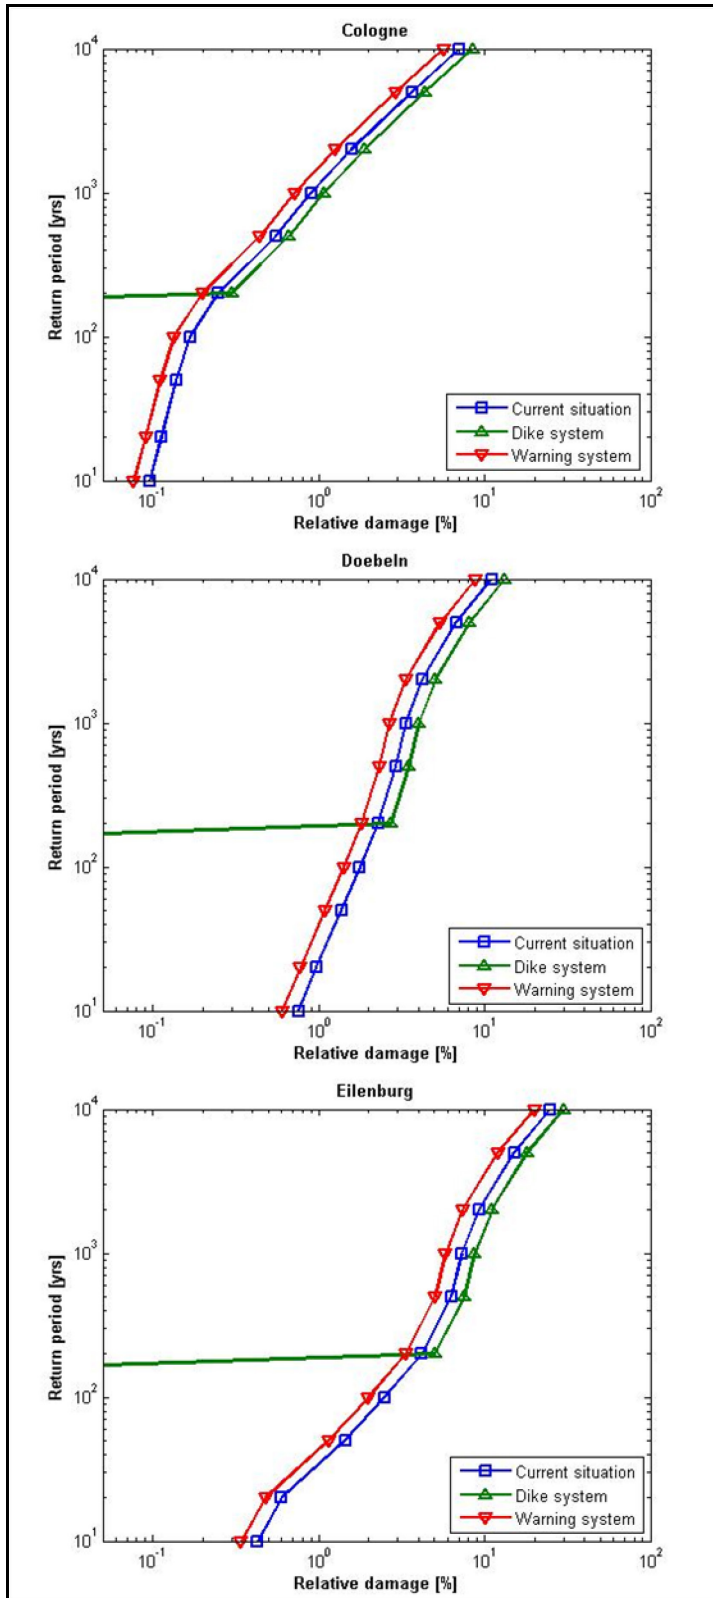 Cologne
10^4
10^3
10^2
10^1
Return period [yrs]
Current situation
Dike system
Warning system
10^-1 10^0 10^1 10^2
Relative damage [%]
Doebeln
10^4
10^3
10^2
10^1
Return period [yrs]
Current situation
Dike system
Warning system
10^-1 10^0 10^1 10^2
Relative damage [%]
Eilenburg
10^4
10^3
10^2
10^1
Return period [yrs]
Current situation
Dike system
Warning system
10^-1 10^0 10^1 10^2
Relative damage [%]